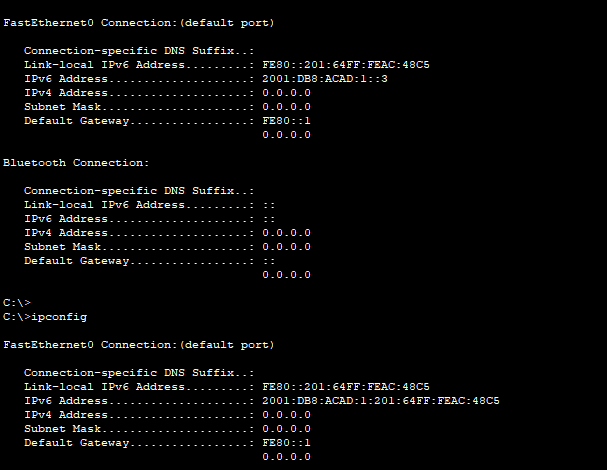 FastEthernet0 Connection:(default port)
Connection-specific DNS Suffix..:
Link-local IPv6 Address.........: FE80::201:64FF:FEAC:48C5
IPv6 Address....................: 2001:DB8:ACAD:1::3
IPv4 Address....................: 0.0.0.0
Subnet Mask.....................: 0.0.0.0
Default Gateway.................: FE80::1
0.0.0.0
Bluetooth Connection:
Connection-specific DNS Suffix..:
Link-local IPv6 Address.........: ::
IPv6 Address....................: ::
IPv4 Address....................: 0.0.0.0
Subnet Mask.....................: 0.0.0.0
Default Gateway.................: ::
0.0.0.0
C:\>
C:\>ipconfig
FastEthernet0 Connection:(default port)
Connection-specific DNS Suffix..:
Link-local IPv6 Address.........: FE80::201:64FF:FEAC:48C5
IPv6 Address....................: 2001:DB8:ACAD:1:201:64FF:FEAC:48C5
IPv4 Address....................: 0.0.0.0
Subnet Mask.....................: 0.0.0.0
Default Gateway.................: FE80::1
0.0.0.0